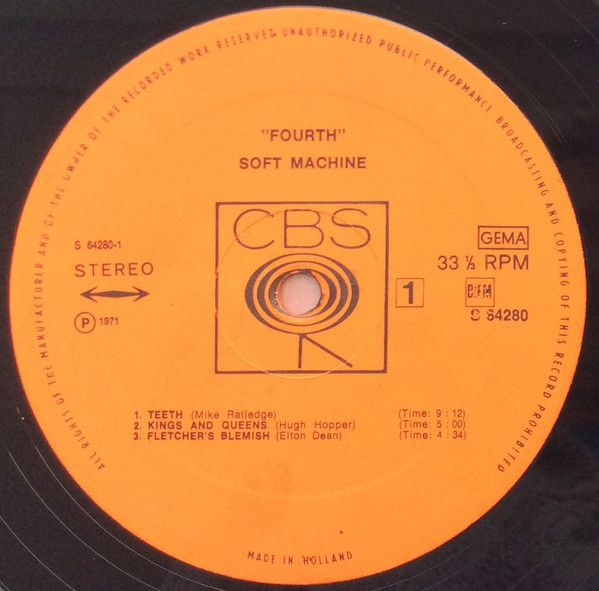 ALL RIGHTS OF THE MANUFACTURER AND OF THE OWNER OF THE RECORDED WORK RESERVED UNAUTHORIZED PUBLIC PERFORMANCE BROADCASTING AND COPYING OF THIS RECORD PROHIBITED
"FOURTH"
SOFT MACHINE
CBS
S 64280-1
STEREO
P 1971
GEMA
33 ⅓ RPM
1
BIEM
S 64280
1. TEETH (Mike Ratledge) (Time: 9 : 12)
2. KINGS AND QUEENS (Hugh Hopper) (Time: 5 : 00)
3. FLETCHER'S BLEMISH (Elton Dean) (Time: 4 : 34)
MADE IN HOLLAND